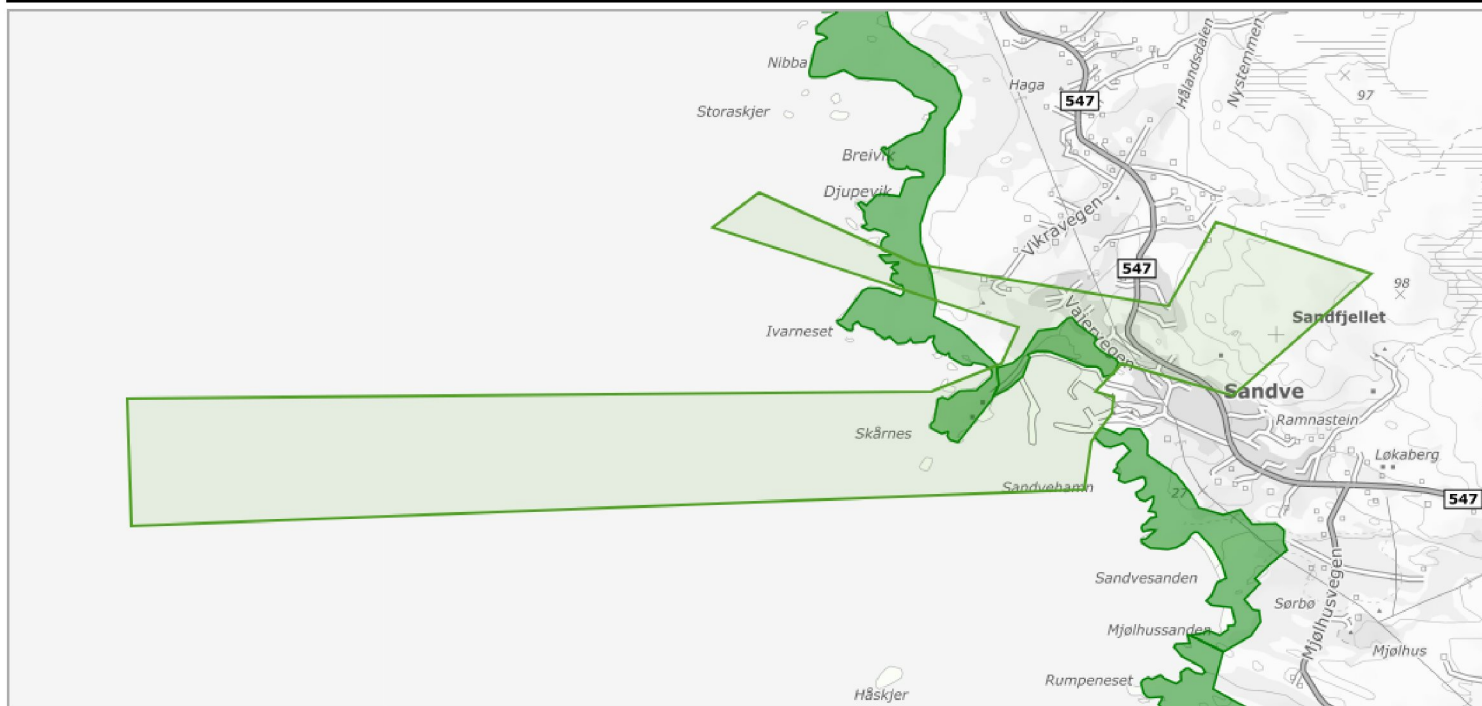 Nibba
Haga
Hålandsdalen
Nystemmen
97
547
Storaskjer
Breivik
Djupevik
Vikravegen
547
98
Sandfjellet
Vaiervegen
Ivarneset
Sandve
Ramnastein
Skårnes
Løkaberg
Sandvehamn
27
547
Sandvesanden
Sørbø
Mjølhusvegen
Mjølhussanden
Mjølhus
Rumpeneset
Håskjer